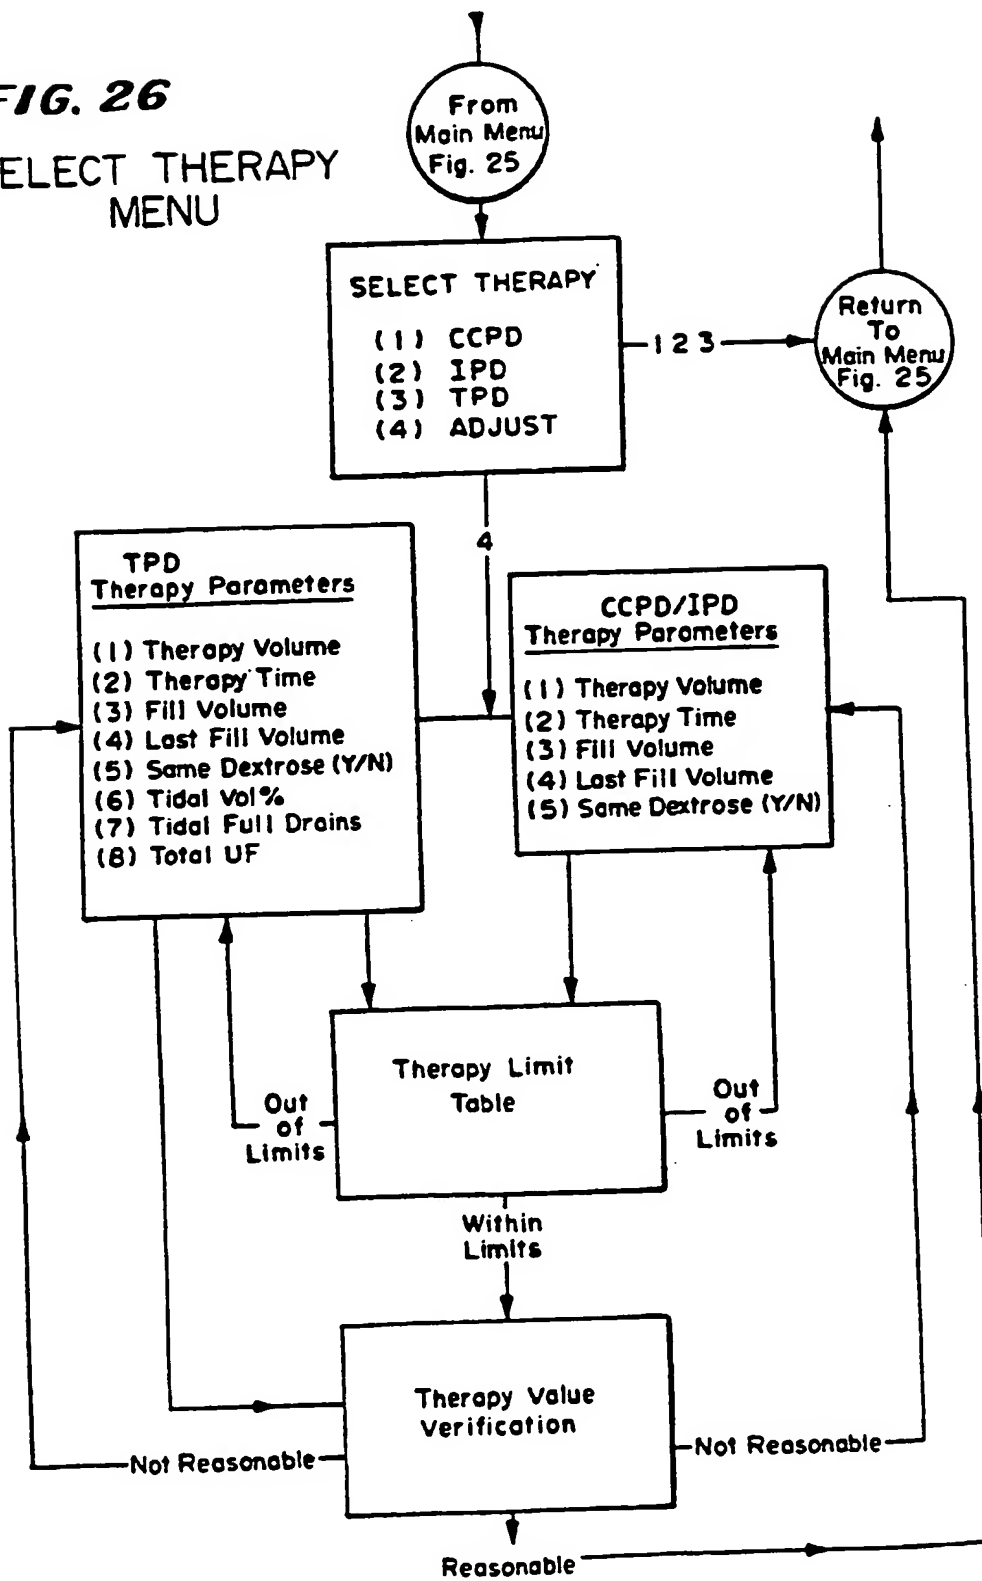 FIG. 26
ELECT THERAPY
MENU
From
Main Menu
Fig. 25
SELECT THERAPY
(1) CCPD
(2) IPD
(3) TPD
(4) ADJUST
1 2 3
Return
To
Main Menu
Fig. 25
4
TPD
Therapy Parameters
(1) Therapy Volume
(2) Therapy Time
(3) Fill Volume
(4) Last Fill Volume
(5) Same Dextrose (Y/N)
(6) Tidal Vol%
(7) Tidal Full Drains
(8) Total UF
CCPD/IPD
Therapy Parameters
(1) Therapy Volume
(2) Therapy Time
(3) Fill Volume
(4) Last Fill Volume
(5) Same Dextrose (Y/N)
Therapy Limit
Table
Out
of
Limits
Out
of
Limits
Within
Limits
Therapy Value
Verification
Not Reasonable
Not Reasonable
Reasonable